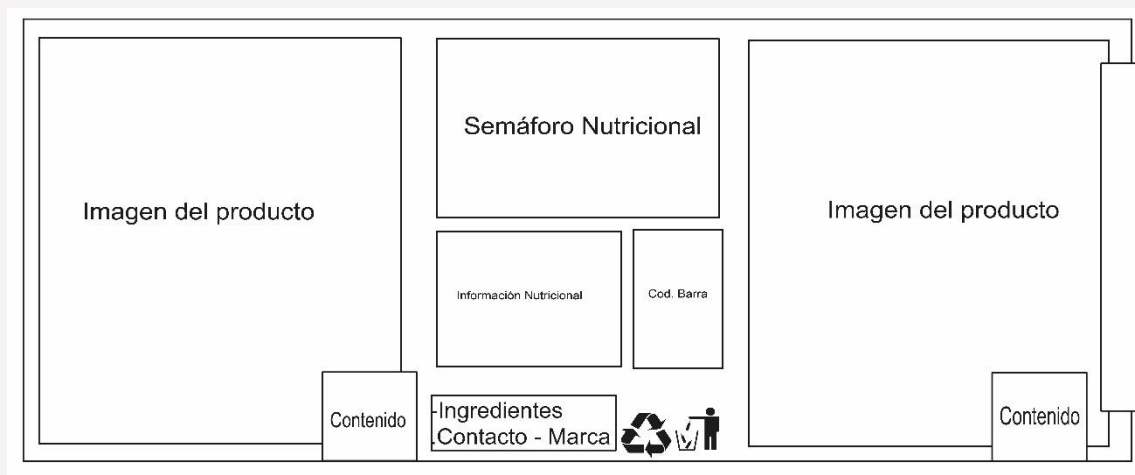 Imagen del producto
Contenido
Semáforo Nutricional
Información Nutricional
Cod. Barra
-Ingredientes
.Contacto - Marca
Imagen del producto
Contenido